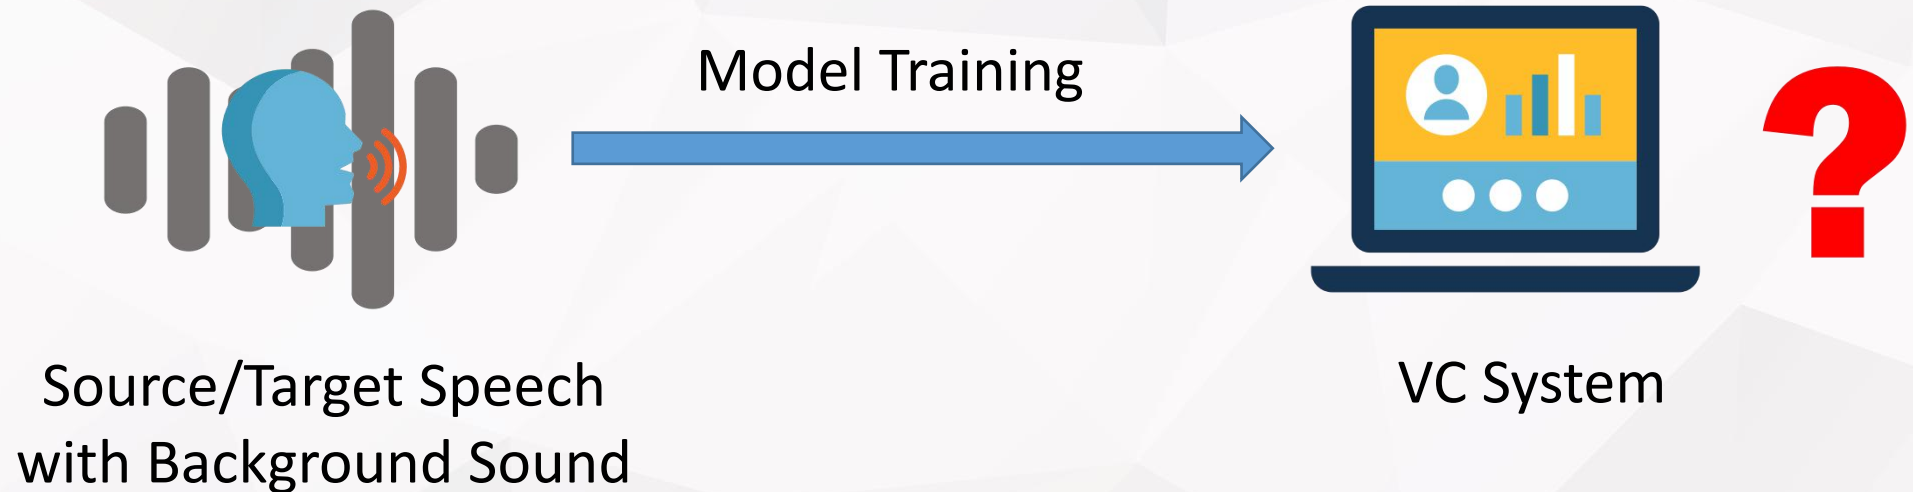 Model Training
?
Source/Target Speech
with Background Sound
VC System